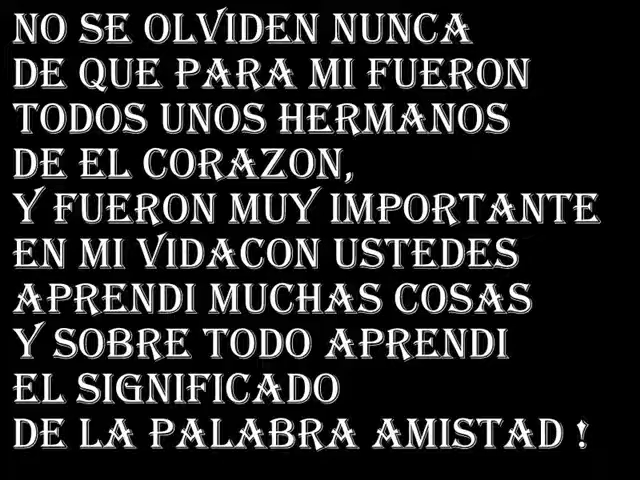 NO SE OLVIDEN NUNCA
DE QUE PARA MI FUERON
TODOS UNOS HERMANOS
DE EL CORAZON,
Y FUERON MUY IMPORTANTE
EN MI VIDACON USTEDES
APRENDI MUCHAS COSAS
Y SOBRE TODO APRENDI
EL SIGNIFICADO
DE LA PALABRA AMISTAD !